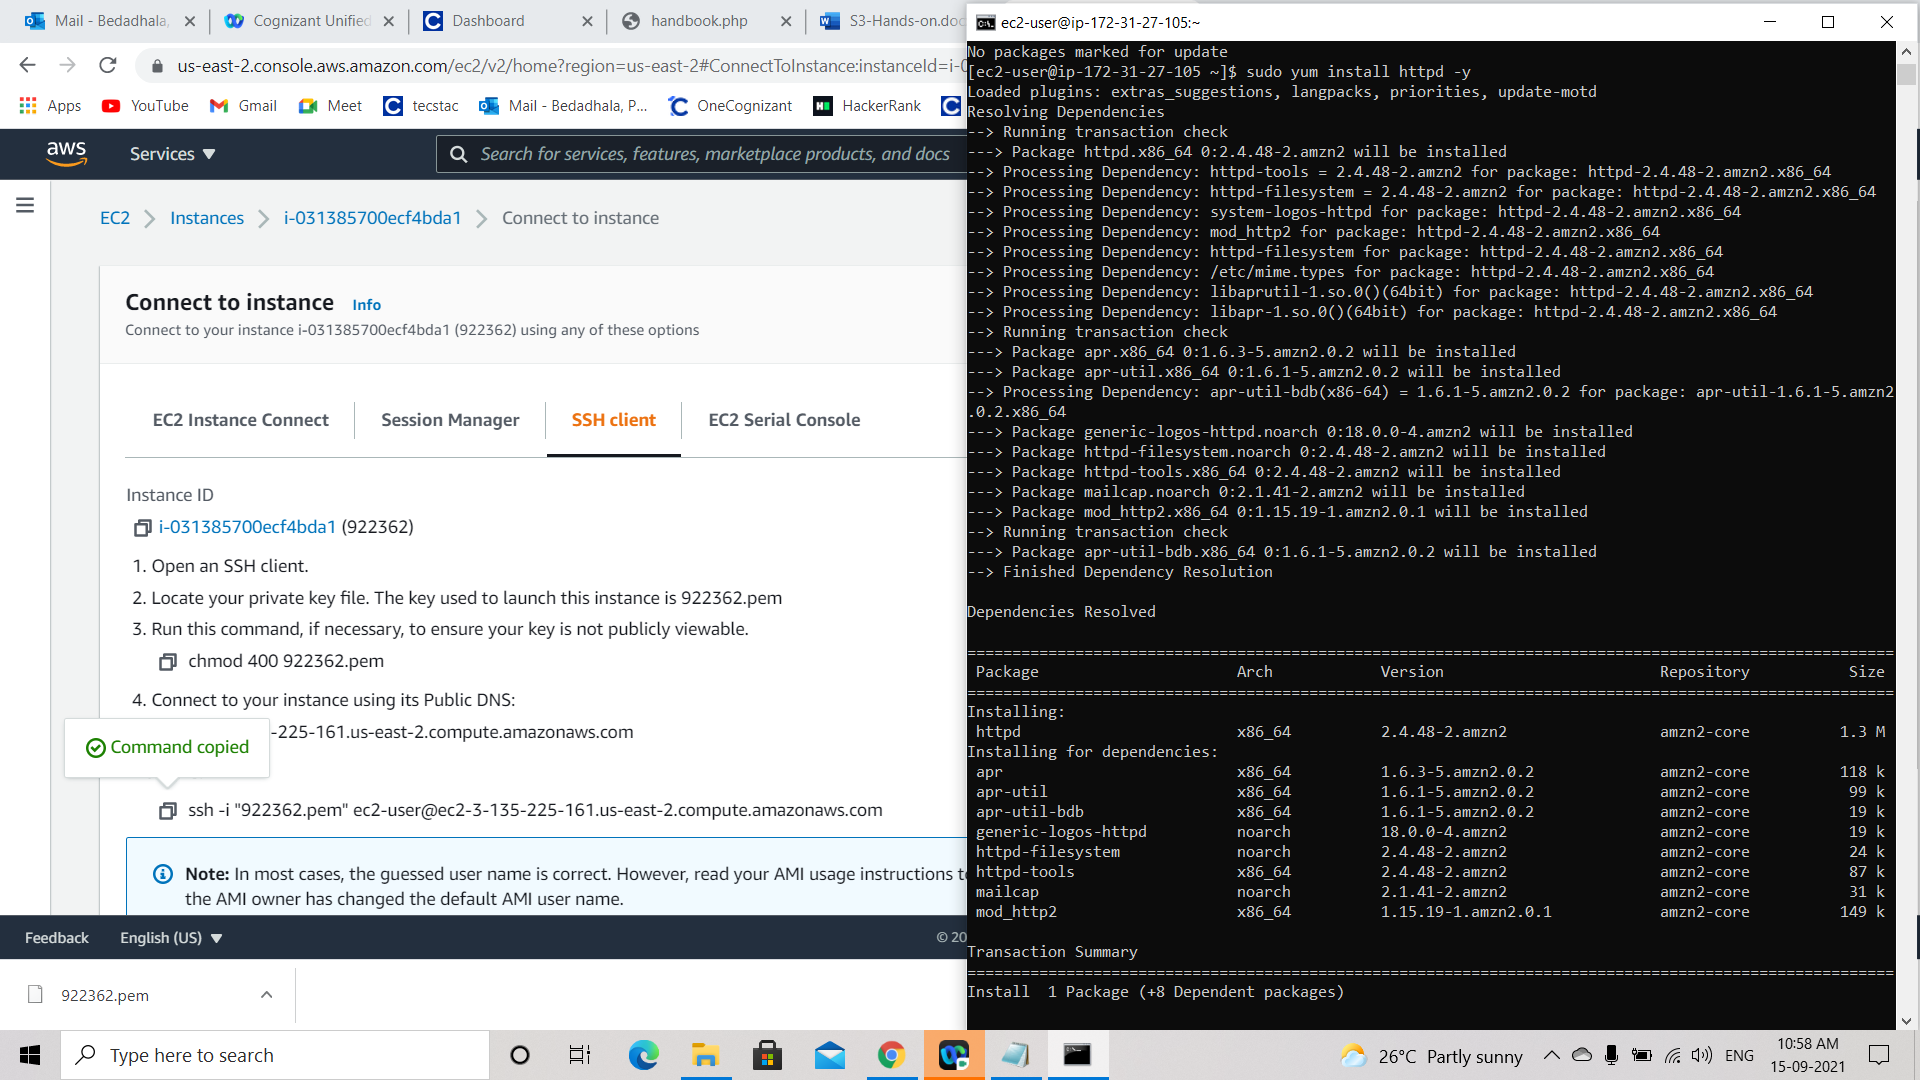 Mail - Bedadhala,
Cognizant Unified
Dashboard
handbook.php
S3-Hands-on.doc
us-east-2.console.aws.amazon.com/ec2/v2/home?region=us-east-2#ConnectToInstance:instanceId=i-0
Apps
YouTube
Gmail
Meet
tecstac
Mail - Bedadhala, P...
OneCognizant
HackerRank
aws
Services
Search for services, features, marketplace products, and docs
EC2
Instances
i-031385700ecf4bda1
Connect to instance
Connect to instance Info
Connect to your instance i-031385700ecf4bda1 (922362) using any of these options
EC2 Instance Connect
Session Manager
SSH client
EC2 Serial Console
Instance ID
i-031385700ecf4bda1 (922362)
1. Open an SSH client.
2. Locate your private key file. The key used to launch this instance is 922362.pem
3. Run this command, if necessary, to ensure your key is not publicly viewable.
chmod 400 922362.pem
4. Connect to your instance using its Public DNS:
-225-161.us-east-2.compute.amazonaws.com
Command copied
ssh -i "922362.pem" ec2-user@ec2-3-135-225-161.us-east-2.compute.amazonaws.com
Note: In most cases, the guessed user name is correct. However, read your AMI usage instructions t
the AMI owner has changed the default AMI user name.
Feedback
English (US)
© 20
922362.pem
ec2-user@ip-172-31-27-105:~
No packages marked for update
[ec2-user@ip-172-31-27-105 ~]$ sudo yum install httpd -y
Loaded plugins: extras_suggestions, langpacks, priorities, update-motd
Resolving Dependencies
--> Running transaction check
---> Package httpd.x86_64 0:2.4.48-2.amzn2 will be installed
--> Processing Dependency: httpd-tools = 2.4.48-2.amzn2 for package: httpd-2.4.48-2.amzn2.x86_64
--> Processing Dependency: httpd-filesystem = 2.4.48-2.amzn2 for package: httpd-2.4.48-2.amzn2.x86_64
--> Processing Dependency: system-logos-httpd for package: httpd-2.4.48-2.amzn2.x86_64
--> Processing Dependency: mod_http2 for package: httpd-2.4.48-2.amzn2.x86_64
--> Processing Dependency: httpd-filesystem for package: httpd-2.4.48-2.amzn2.x86_64
--> Processing Dependency: /etc/mime.types for package: httpd-2.4.48-2.amzn2.x86_64
--> Processing Dependency: libaprutil-1.so.0()(64bit) for package: httpd-2.4.48-2.amzn2.x86_64
--> Processing Dependency: libapr-1.so.0()(64bit) for package: httpd-2.4.48-2.amzn2.x86_64
--> Running transaction check
---> Package apr.x86_64 0:1.6.3-5.amzn2.0.2 will be installed
---> Package apr-util.x86_64 0:1.6.1-5.amzn2.0.2 will be installed
--> Processing Dependency: apr-util-bdb(x86-64) = 1.6.1-5.amzn2.0.2 for package: apr-util-1.6.1-5.amzn2
.0.2.x86_64
---> Package generic-logos-httpd.noarch 0:18.0.0-4.amzn2 will be installed
---> Package httpd-filesystem.noarch 0:2.4.48-2.amzn2 will be installed
---> Package httpd-tools.x86_64 0:2.4.48-2.amzn2 will be installed
---> Package mailcap.noarch 0:2.1.41-2.amzn2 will be installed
---> Package mod_http2.x86_64 0:1.15.19-1.amzn2.0.1 will be installed
--> Running transaction check
---> Package apr-util-bdb.x86_64 0:1.6.1-5.amzn2.0.2 will be installed
--> Finished Dependency Resolution
Dependencies Resolved
Package Arch Version Repository Size
Installing:
httpd x86_64 2.4.48-2.amzn2 amzn2-core 1.3 M
Installing for dependencies:
apr x86_64 1.6.3-5.amzn2.0.2 amzn2-core 118 k
apr-util x86_64 1.6.1-5.amzn2.0.2 amzn2-core 99 k
apr-util-bdb x86_64 1.6.1-5.amzn2.0.2 amzn2-core 19 k
generic-logos-httpd noarch 18.0.0-4.amzn2 amzn2-core 19 k
httpd-filesystem noarch 2.4.48-2.amzn2 amzn2-core 24 k
httpd-tools x86_64 2.4.48-2.amzn2 amzn2-core 87 k
mailcap noarch 2.1.41-2.amzn2 amzn2-core 31 k
mod_http2 x86_64 1.15.19-1.amzn2.0.1 amzn2-core 149 k
Transaction Summary
Install 1 Package (+8 Dependent packages)
Type here to search
26°C Partly sunny
ENG
10:58 AM
15-09-2021